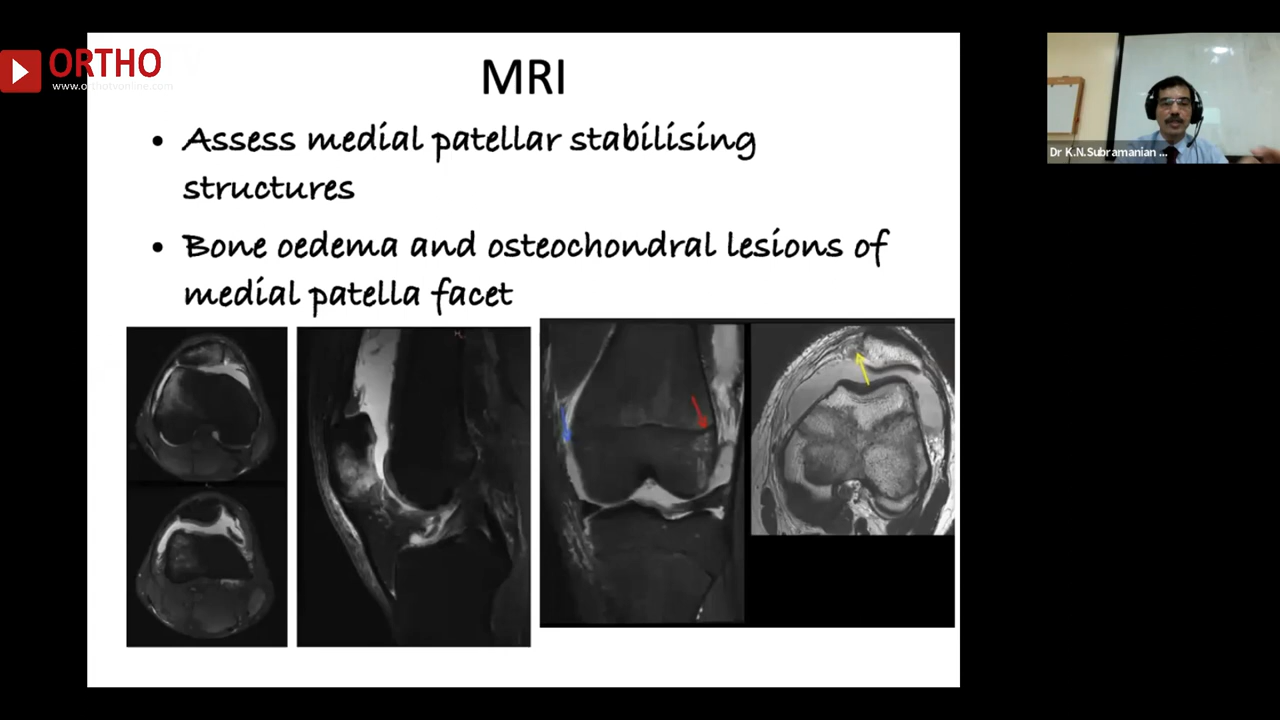 ORTHO
www.orthotvonline.com
MRI
• Assess medial patellar stabilising
structures
• Bone oedema and osteochondral lesions of
medial patella facet
Dr K.N.Subramanian ...